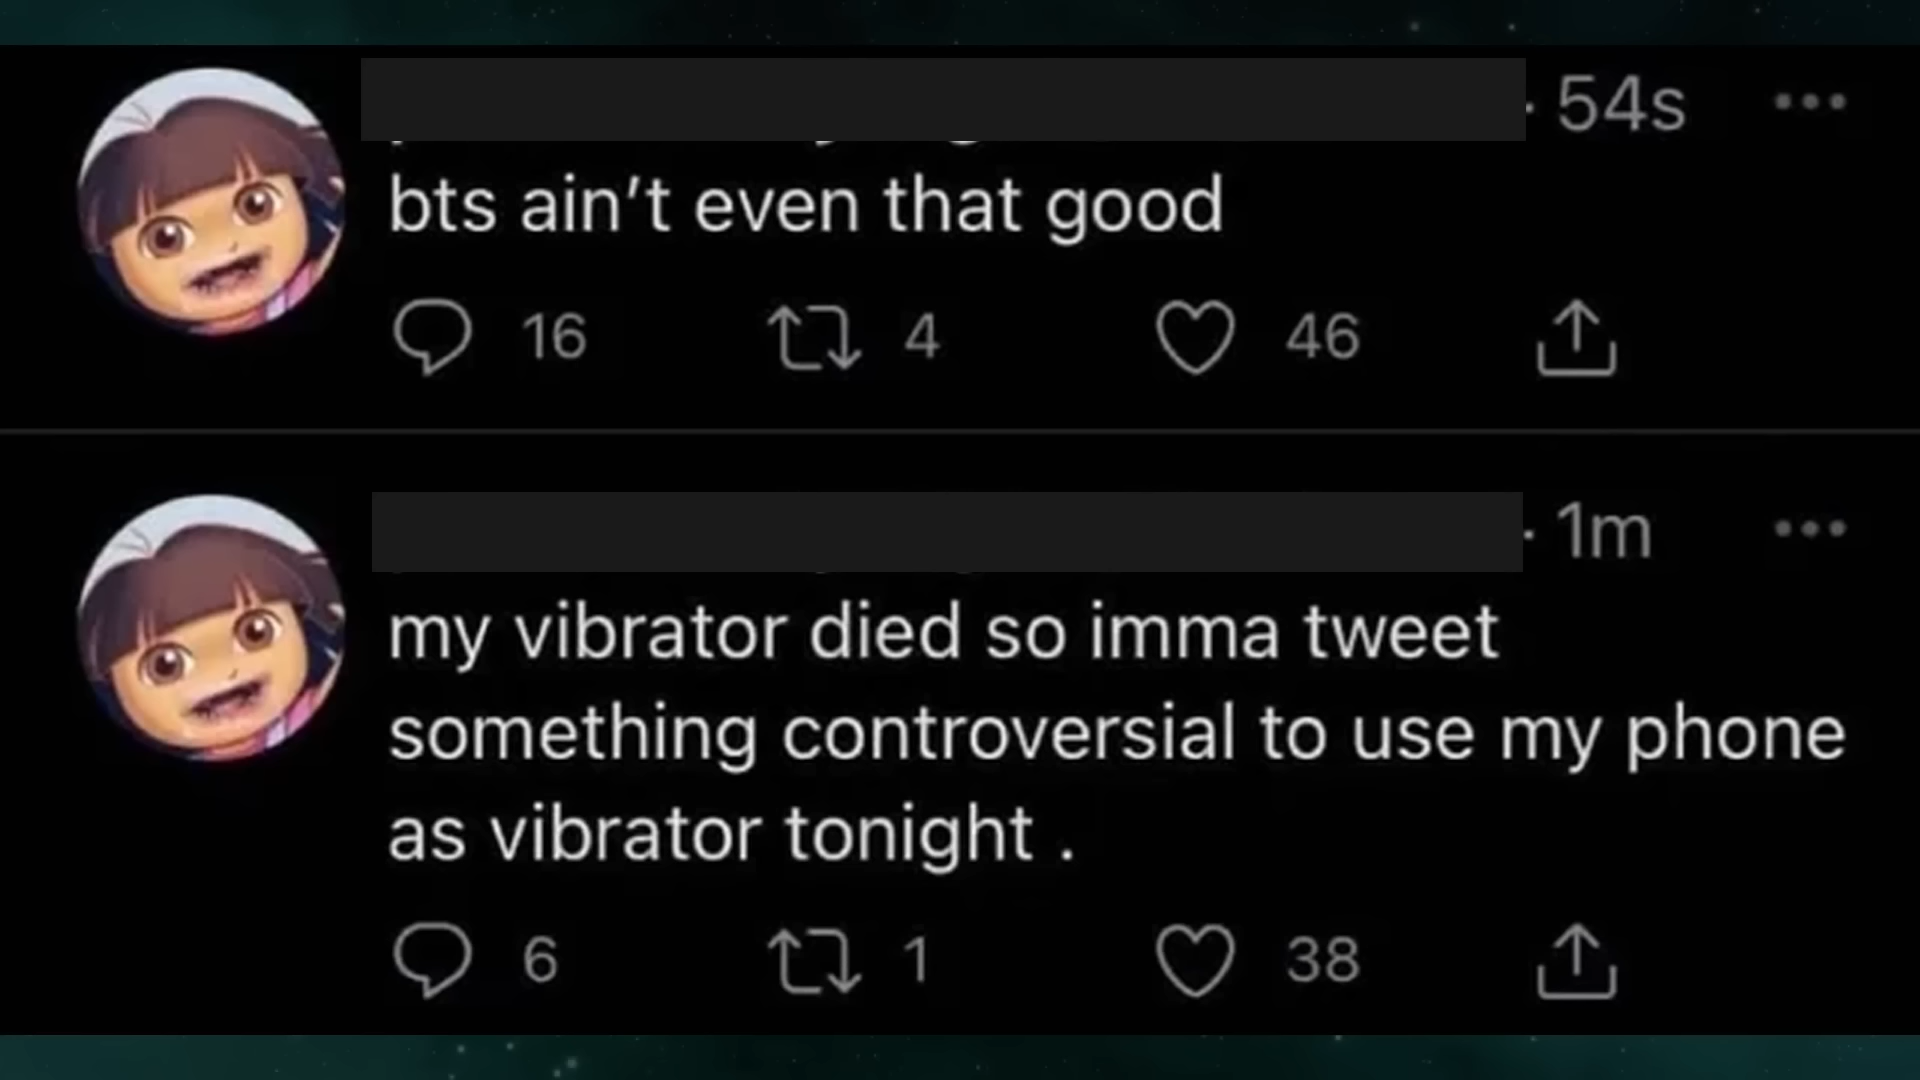 · 54s
bts ain’t even that good
16 4 46
· 1m
my vibrator died so imma tweet
something controversial to use my phone
as vibrator tonight .
6 1 38